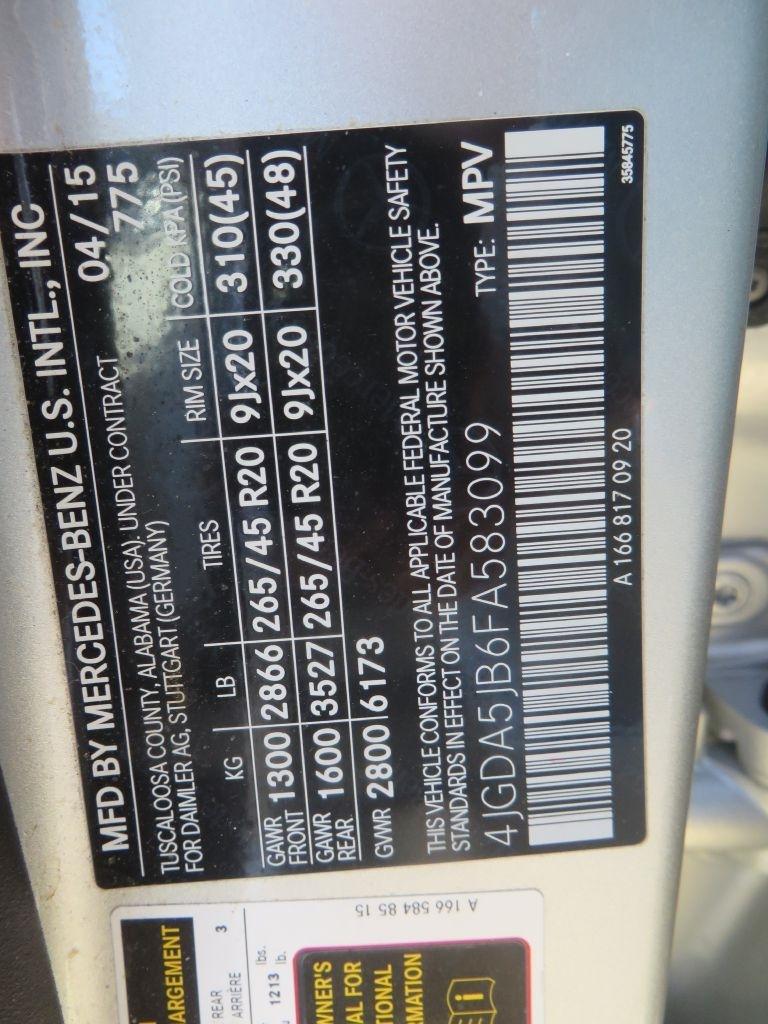 MFD BY MERCEDES-BENZ U.S. INTL., INC
TUSCALOOSA COUNTY, ALABAMA (USA). UNDER CONTRACT 04/15
FOR DAIMLER AG, STUTTGART (GERMANY) 775
KG LB TIRES RIM SIZE COLD KPA (PSI)
GAWR FRONT 1300 2866 265/45 R20 9Jx20 310(45)
GAWR REAR 1600 3527 265/45 R20 9Jx20 330(48)
GVWR 2800 6173
THIS VEHICLE CONFORMS TO ALL APPLICABLE FEDERAL MOTOR VEHICLE SAFETY
STANDARDS IN EFFECT ON THE DATE OF MANUFACTURE SHOWN ABOVE.
4JGDA5JB6FA583099 TYPE: MPV
A 166 817 09 20 35845775
ARGEMENT
REAR
ARRIÈRE 3
lbs.
1213 lb.
WNER'S
AL FOR
TIONAL
RMATION
i
A 166 584 85 15